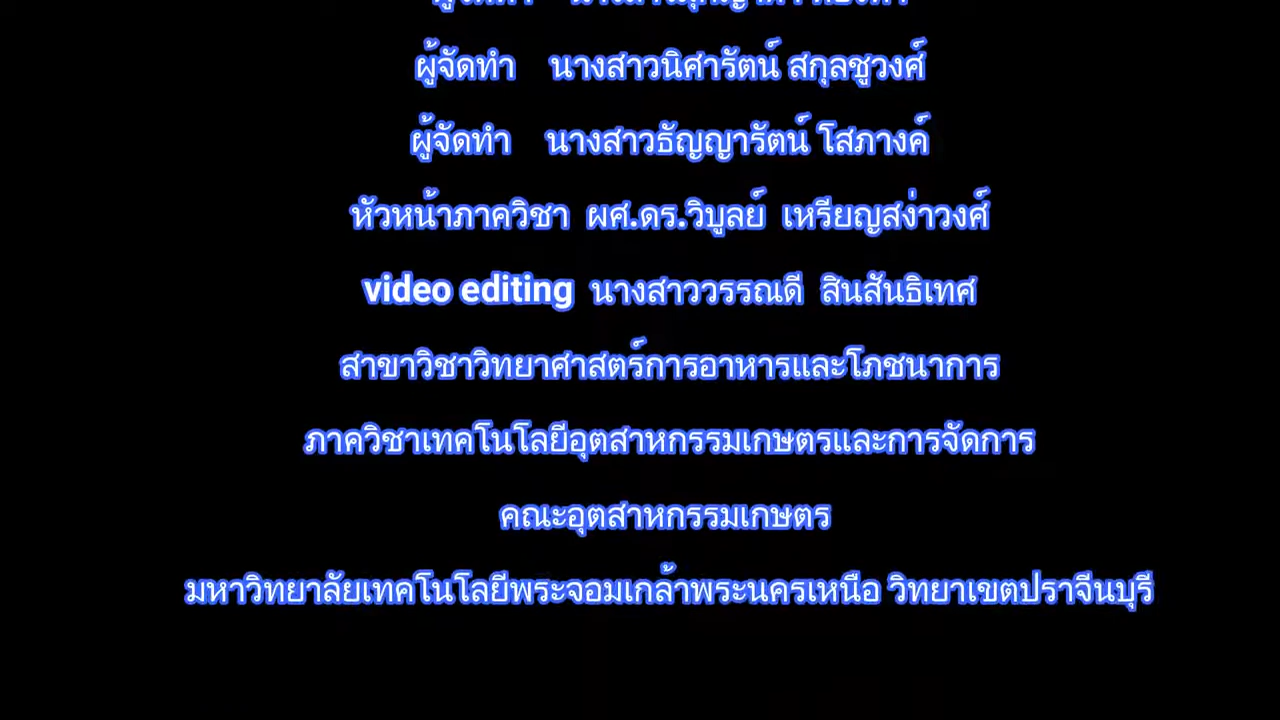 ผู้จัดทำ นางสาวนิศารัตน์ สกุลชูวงศ์
ผู้จัดทำ นางสาวธัญญารัตน์ โสภางค์
หัวหน้าภาควิชา ผศ.ดร.วิบูลย์ เหรียญสง่าวงศ์
video editing นางสาววรรณดี สินสันธิเทศ
สาขาวิชาวิทยาศาสตร์การอาหารและโภชนาการ
ภาควิชาเทคโนโลยีอุตสาหกรรมเกษตรและการจัดการ
คณะอุตสาหกรรมเกษตร
มหาวิทยาลัยเทคโนโลยีพระจอมเกล้าพระนครเหนือ วิทยาเขตปราจีนบุรี